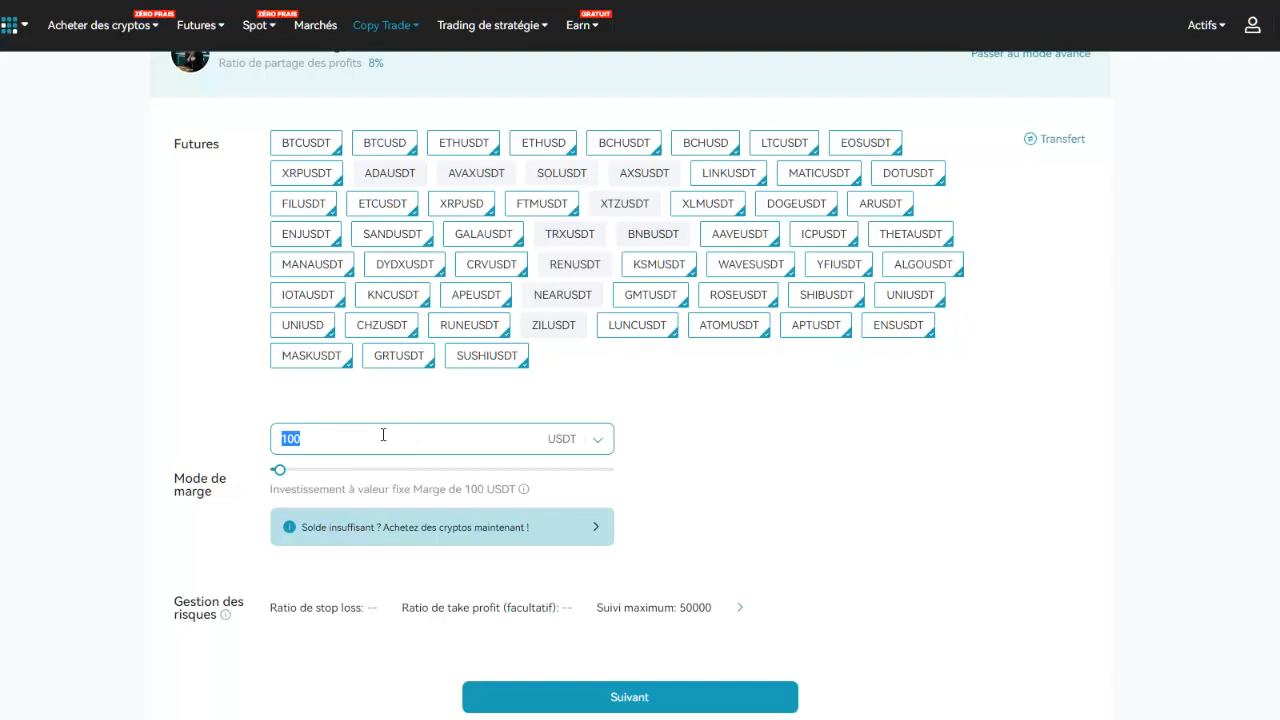 ZÉRO FRAIS ZÉRO FRAIS GRATUIT
Acheter des cryptos Futures Spot Marchés Copy Trade Trading de stratégie Earn Actifs
Ratio de partage des profits 8%
Passer au mode avancé
Futures
BTCUSDT BTCUSD ETHUSDT ETHUSD BCHUSDT BCHUSD LTCUSDT EOSUSDT
Transfert
XRPUSDT ADAUSDT AVAXUSDT SOLUSDT AXSUSDT LINKUSDT MATICUSDT DOTUSDT
FILUSDT ETCUSDT XRPUSD FTMUSDT XTZUSDT XLMUSDT DOGEUSDT ARUSDT
ENJUSDT SANDUSDT GALAUSDT TRXUSDT BNBUSDT AAVEUSDT ICPUSDT THETAUSDT
MANAUSDT DYDXUSDT CRVUSDT RENUSDT KSMUSDT WAVESUSDT YFIUSDT ALGOUSDT
IOTAUSDT KNCUSDT APEUSDT NEARUSDT GMTUSDT ROSEUSDT SHIBUSDT UNIUSDT
UNIUSD CHZUSDT RUNEUSDT ZILUSDT LUNCUSDT ATOMUSDT APTUSDT ENSUSDT
MASKUSDT GRTUSDT SUSHIUSDT
100 USDT
Mode de
marge
Investissement à valeur fixe Marge de 100 USDT
Solde insuffisant ? Achetez des cryptos maintenant !
Gestion des
risques
Ratio de stop loss: -- Ratio de take profit (facultatif): -- Suivi maximum: 50000
Suivant